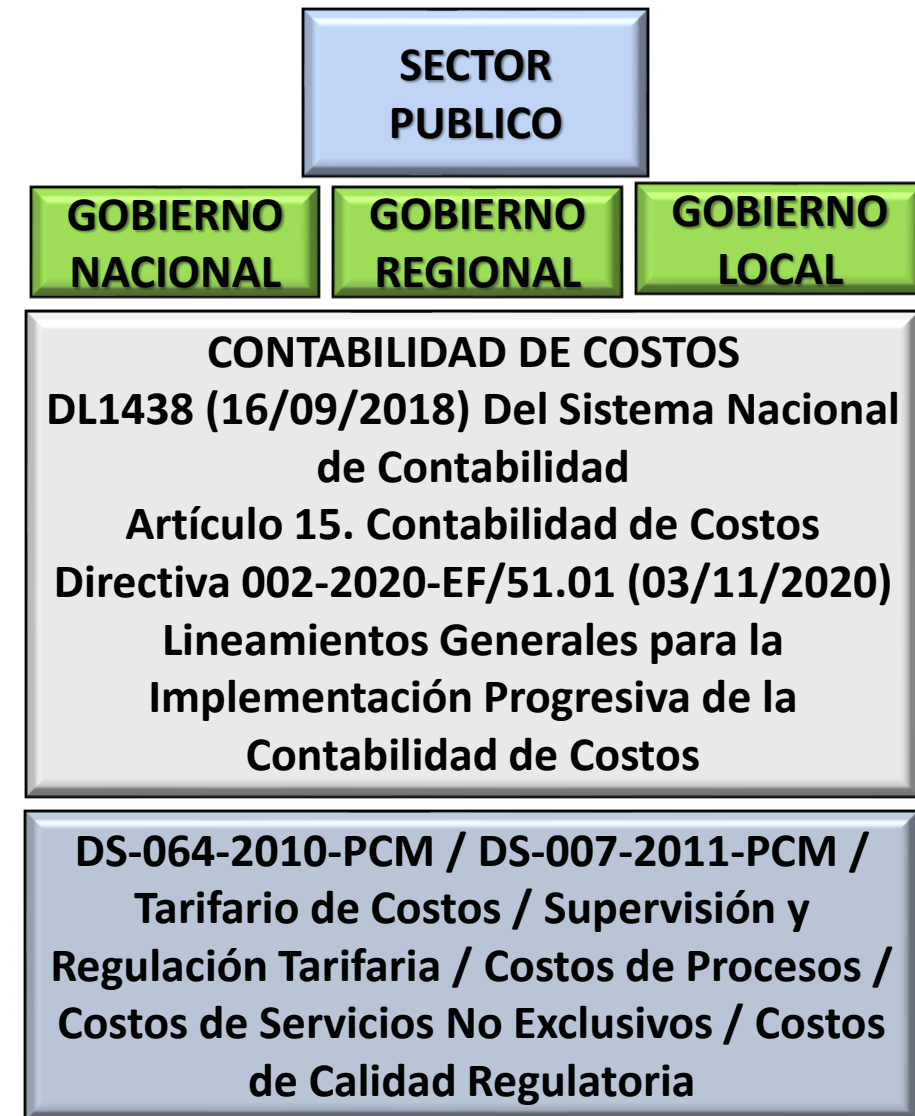 SECTOR
PUBLICO
GOBIERNO
NACIONAL
GOBIERNO
REGIONAL
GOBIERNO
LOCAL
CONTABILIDAD DE COSTOS
DL1438 (16/09/2018) Del Sistema Nacional
de Contabilidad
Artículo 15. Contabilidad de Costos
Directiva 002-2020-EF/51.01 (03/11/2020)
Lineamientos Generales para la
Implementación Progresiva de la
Contabilidad de Costos
DS-064-2010-PCM / DS-007-2011-PCM /
Tarifario de Costos / Supervisión y
Regulación Tarifaria / Costos de Procesos /
Costos de Servicios No Exclusivos / Costos
de Calidad Regulatoria